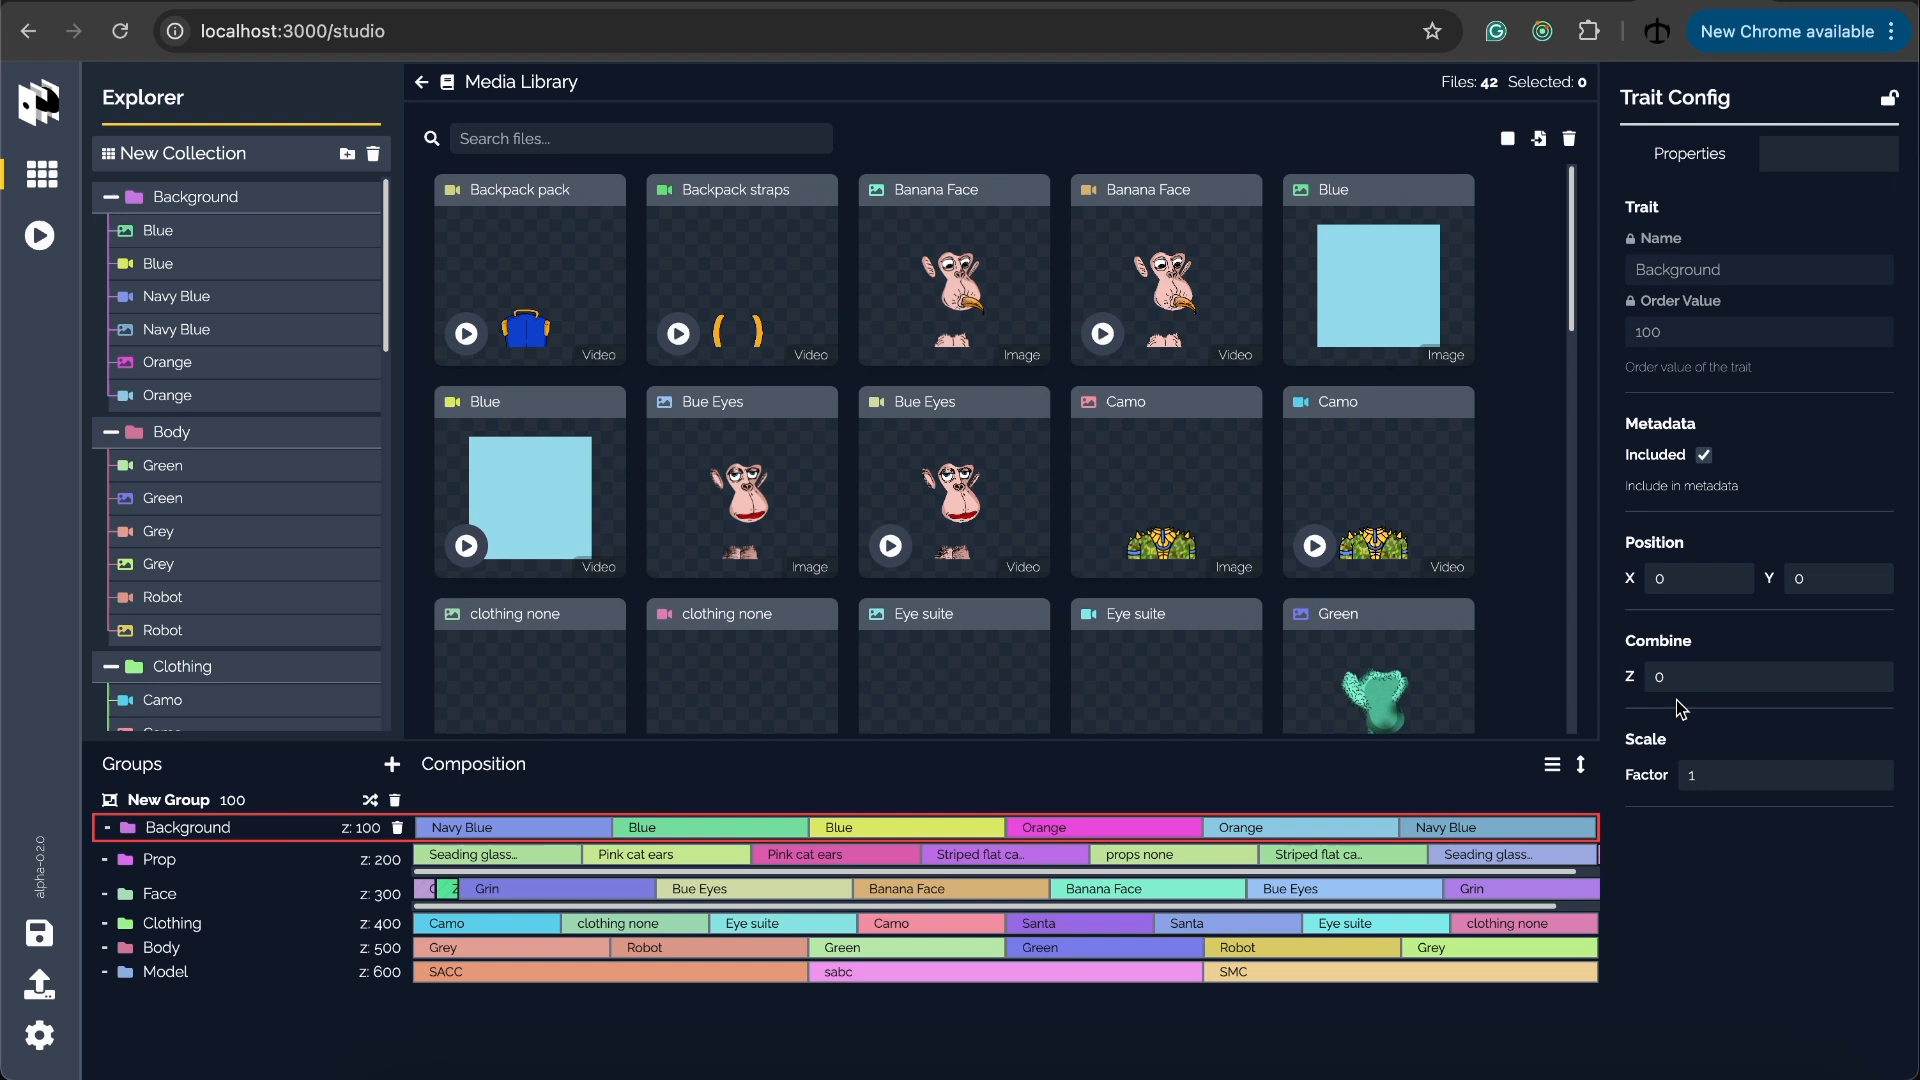 localhost:3000/studio
New Chrome available
Explorer
New Collection
Background
Blue
Blue
Navy Blue
Navy Blue
Orange
Orange
Body
Green
Green
Grey
Grey
Robot
Robot
Clothing
Camo
Media Library
Files: 42 Selected: 0
Search files...
Backpack pack
Video
Backpack straps
Video
Banana Face
Image
Banana Face
Video
Blue
Image
Blue
Video
Bue Eyes
Image
Bue Eyes
Video
Camo
Image
Camo
Video
clothing none
clothing none
Eye suite
Eye suite
Green
Trait Config
Properties
Trait
Name
Background
Order Value
100
Order value of the trait
Metadata
Included
Include in metadata
Position
X 0 Y 0
Combine
Z 0
Scale
Factor 1
Groups
Composition
New Group 100
Background z: 100 Navy Blue Blue Blue Orange Orange Navy Blue
Prop z: 200 Seading glass... Pink cat ears Pink cat ears Striped flat ca... props none Striped flat ca... Seading glass...
Face z: 300 Grin Bue Eyes Banana Face Banana Face Bue Eyes Grin
Clothing z: 400 Camo clothing none Eye suite Camo Santa Santa Eye suite clothing none
Body z: 500 Grey Robot Green Green Robot Grey
Model z: 600 SACC sabc SMC
alpha-0.2.0